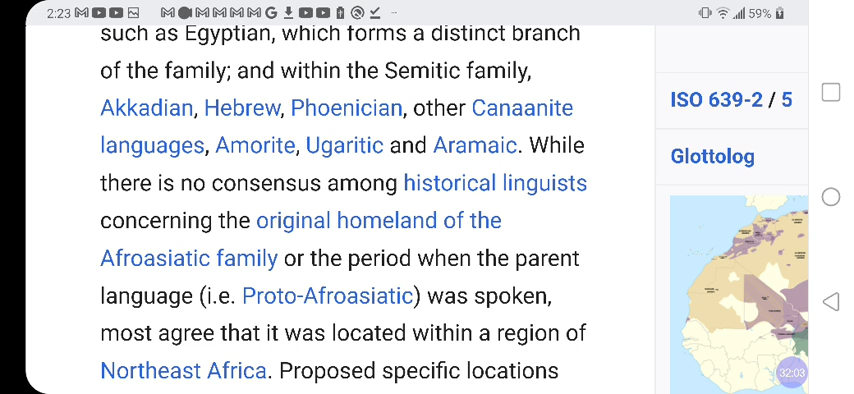 2:23
59%
such as Egyptian, which forms a distinct branch
of the family; and within the Semitic family,
Akkadian, Hebrew, Phoenician, other Canaanite
languages, Amorite, Ugaritic and Aramaic. While
there is no consensus among historical linguists
concerning the original homeland of the
Afroasiatic family or the period when the parent
language (i.e. Proto-Afroasiatic) was spoken,
most agree that it was located within a region of
Northeast Africa. Proposed specific locations
ISO 639-2 / 5
Glottolog
32:03